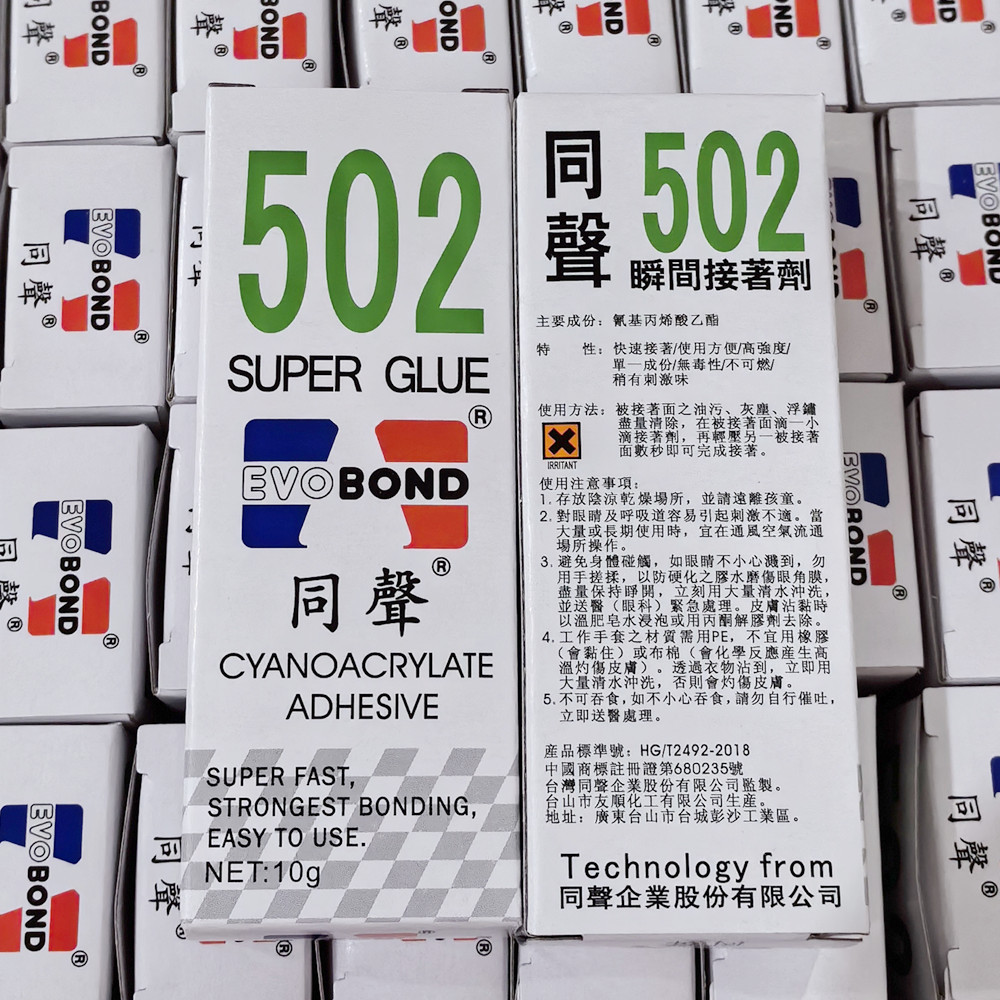 502
SUPER GLUE
®
EVOBOND
同聲®
CYANOACRYLATE
ADHESIVE
SUPER FAST,
STRONGEST BONDING,
EASY TO USE.
NET:10g
同聲
502
瞬間接著劑
主要成份：氰基丙烯酸乙酯
特 性：快速接著/使用方便/高強度/
單一成份/無毒性/不可燃/
稍有刺激味
使用方法：被接著面之油污、灰塵、浮鏽
盡量清除，在被接著面滴一小
滴接著劑，再輕壓另一被接著
面數秒即可完成接著。
IRRITANT
使用注意事項：
1.存放陰涼乾燥場所，並請遠離孩童。
2.對眼睛及呼吸道容易引起刺激不適。當
大量或長期使用時，宜在通風空氣流通
場所操作。
3.避免身體碰觸，如眼睛不小心濺到，勿
用手搓揉，以防硬化之膠水磨傷眼角膜，
盡量保持睜開，立刻用大量清水沖洗，
並送醫（眼科）緊急處理。皮膚沾黏時
以溫肥皂水浸泡或用丙酮解膠劑去除。
4.工作手套之材質需用PE，不宜用橡膠
（會黏住）或布棉（會化學反應産生高
溫灼傷皮膚）。透過衣物沾到，立即用
大量清水沖洗，否則會灼傷皮膚。
5.不可吞食，如不小心吞食，請勿自行催吐，
立即送醫處理。
産品標準號：HG/T2492-2018
中國商標註冊證第680235號
台灣同聲企業股份有限公司監製。
台山市友順化工有限公司生産。
地址：廣東台山市台城彭沙工業區。
Technology from
同聲企業股份有限公司
EVOBOND
同聲®
®
EVOBOND
同聲®
®
EVOBOND
同聲
®